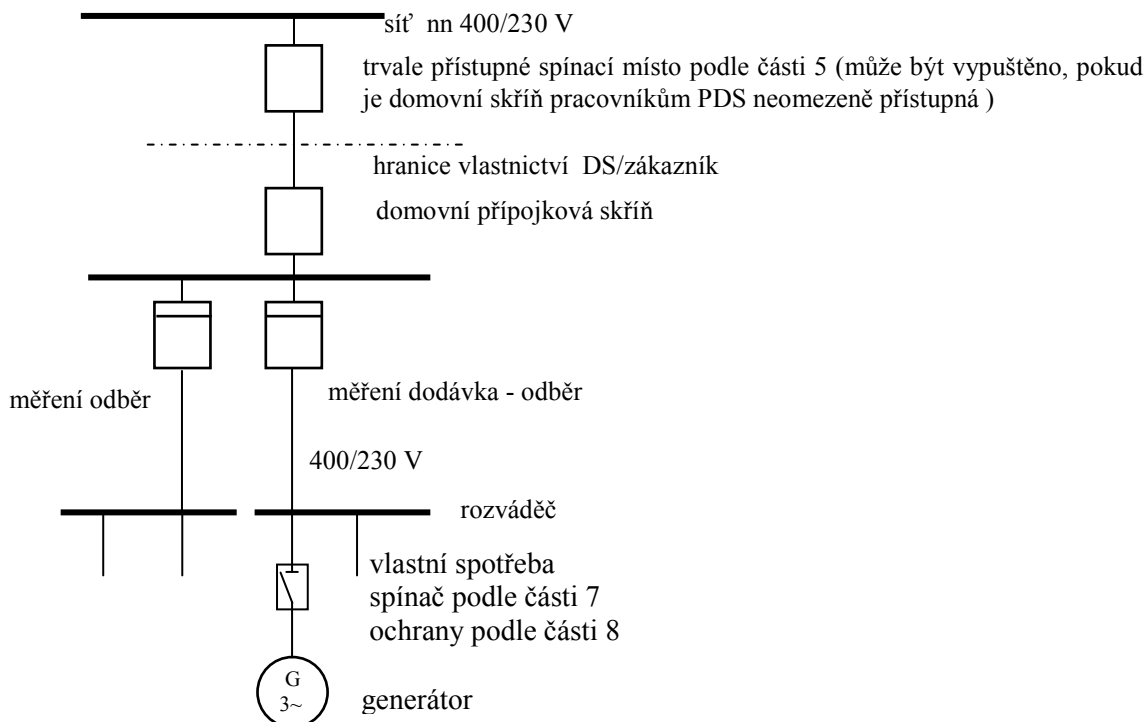 síť nn 400/230 V
trvale přístupné spínací místo podle části 5 (může být vypuštěno, pokud
je domovní skříň pracovníkům PDS neomezeně přístupná )
hranice vlastnictví DS/zákazník
domovní přípojková skříň
měření odběr
měření dodávka - odběr
400/230 V
rozváděč
vlastní spotřeba
spínač podle části 7
ochrany podle části 8
G
3~
generátor